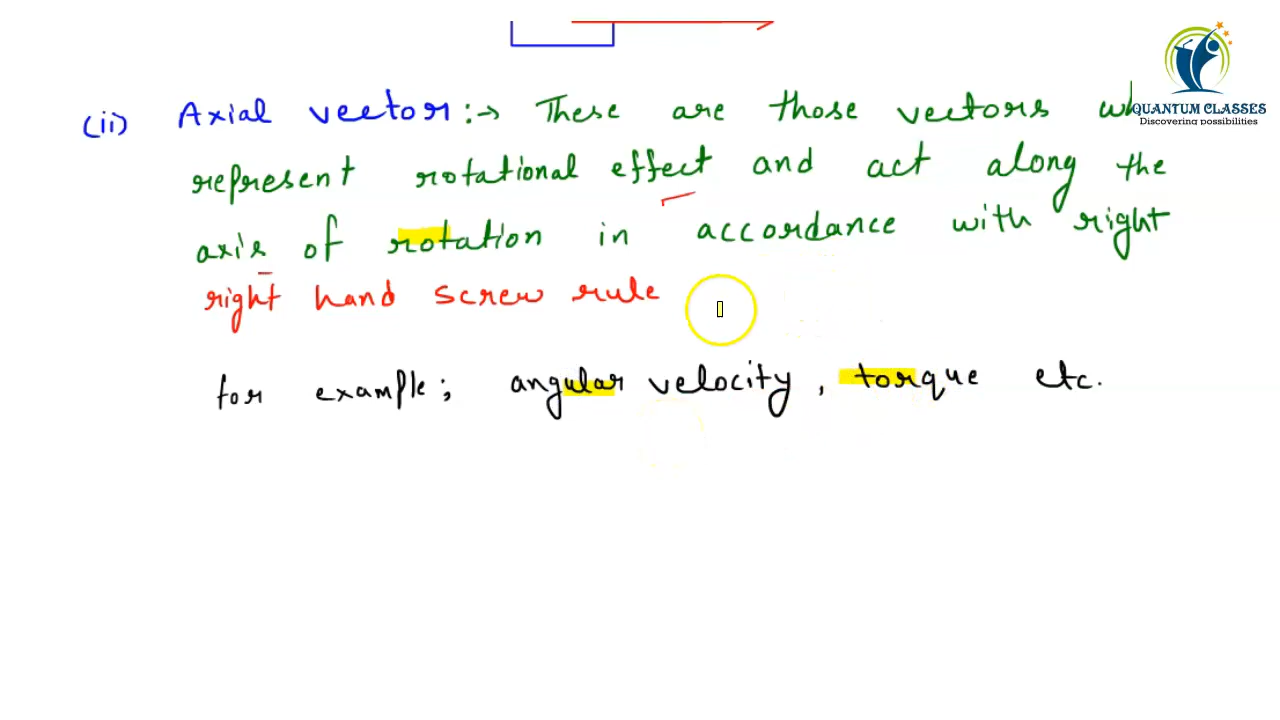 QUANTUM CLASSES
Discovering possibilities
(ii) Axial vector :→ These are those vectors
represent rotational effect and act along the
axis of rotation in accordance with right
right hand screw rule
for example; angular velocity, torque etc.